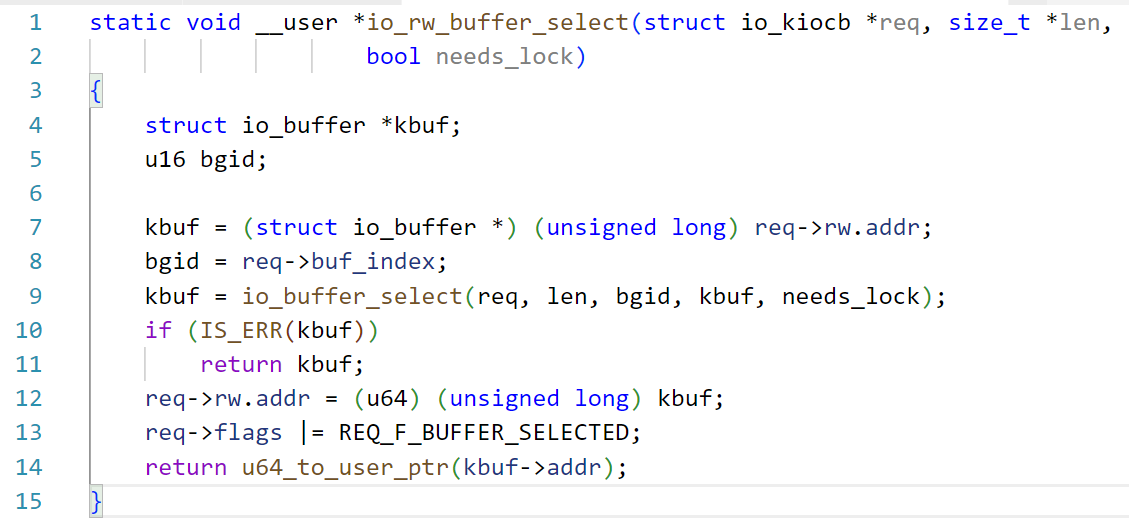 1 static void __user *io_rw_buffer_select(struct io_kiocb *req, size_t *len,
2 bool needs_lock)
3 {
4 struct io_buffer *kbuf;
5 u16 bgid;
6
7 kbuf = (struct io_buffer *) (unsigned long) req->rw.addr;
8 bgid = req->buf_index;
9 kbuf = io_buffer_select(req, len, bgid, kbuf, needs_lock);
10 if (IS_ERR(kbuf))
11 return kbuf;
12 req->rw.addr = (u64) (unsigned long) kbuf;
13 req->flags |= REQ_F_BUFFER_SELECTED;
14 return u64_to_user_ptr(kbuf->addr);
15 }